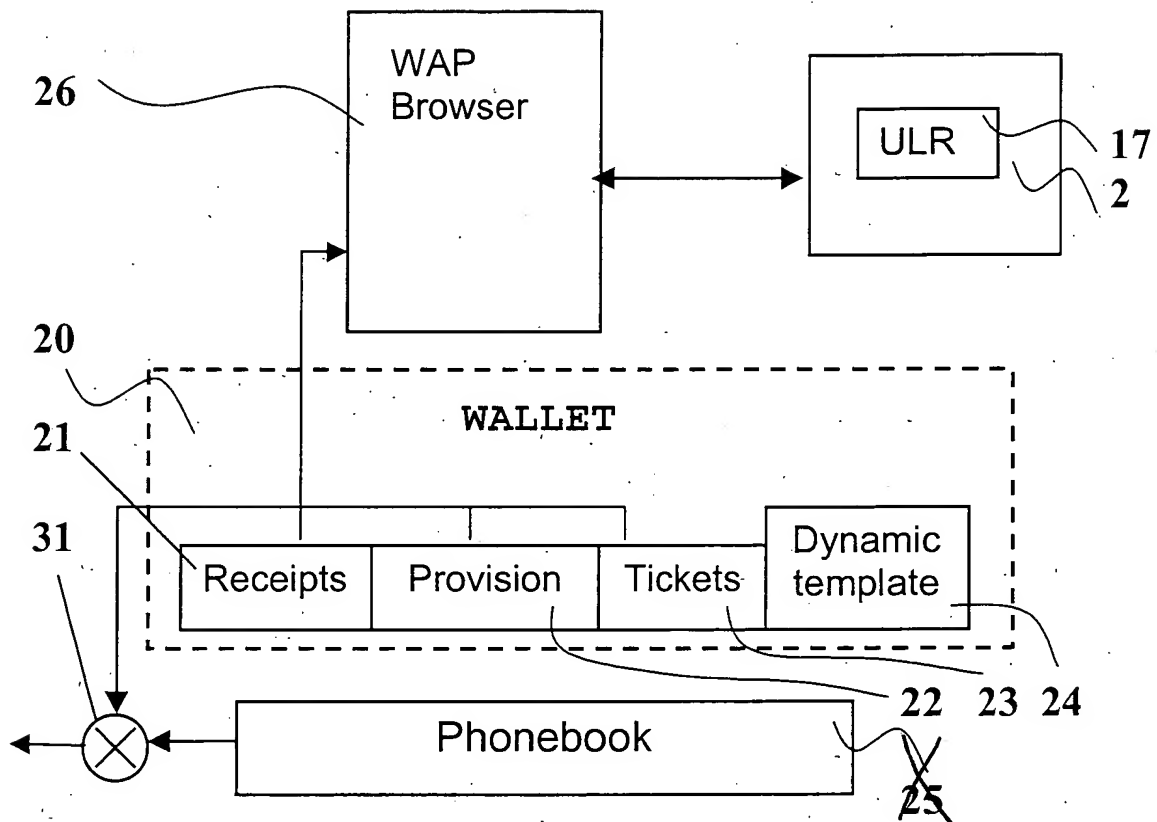 26
WAP
Browser
ULR
17
2
20
WALLET
21
31
Receipts
Provision
Tickets
Dynamic
template
22 23 24
Phonebook
25